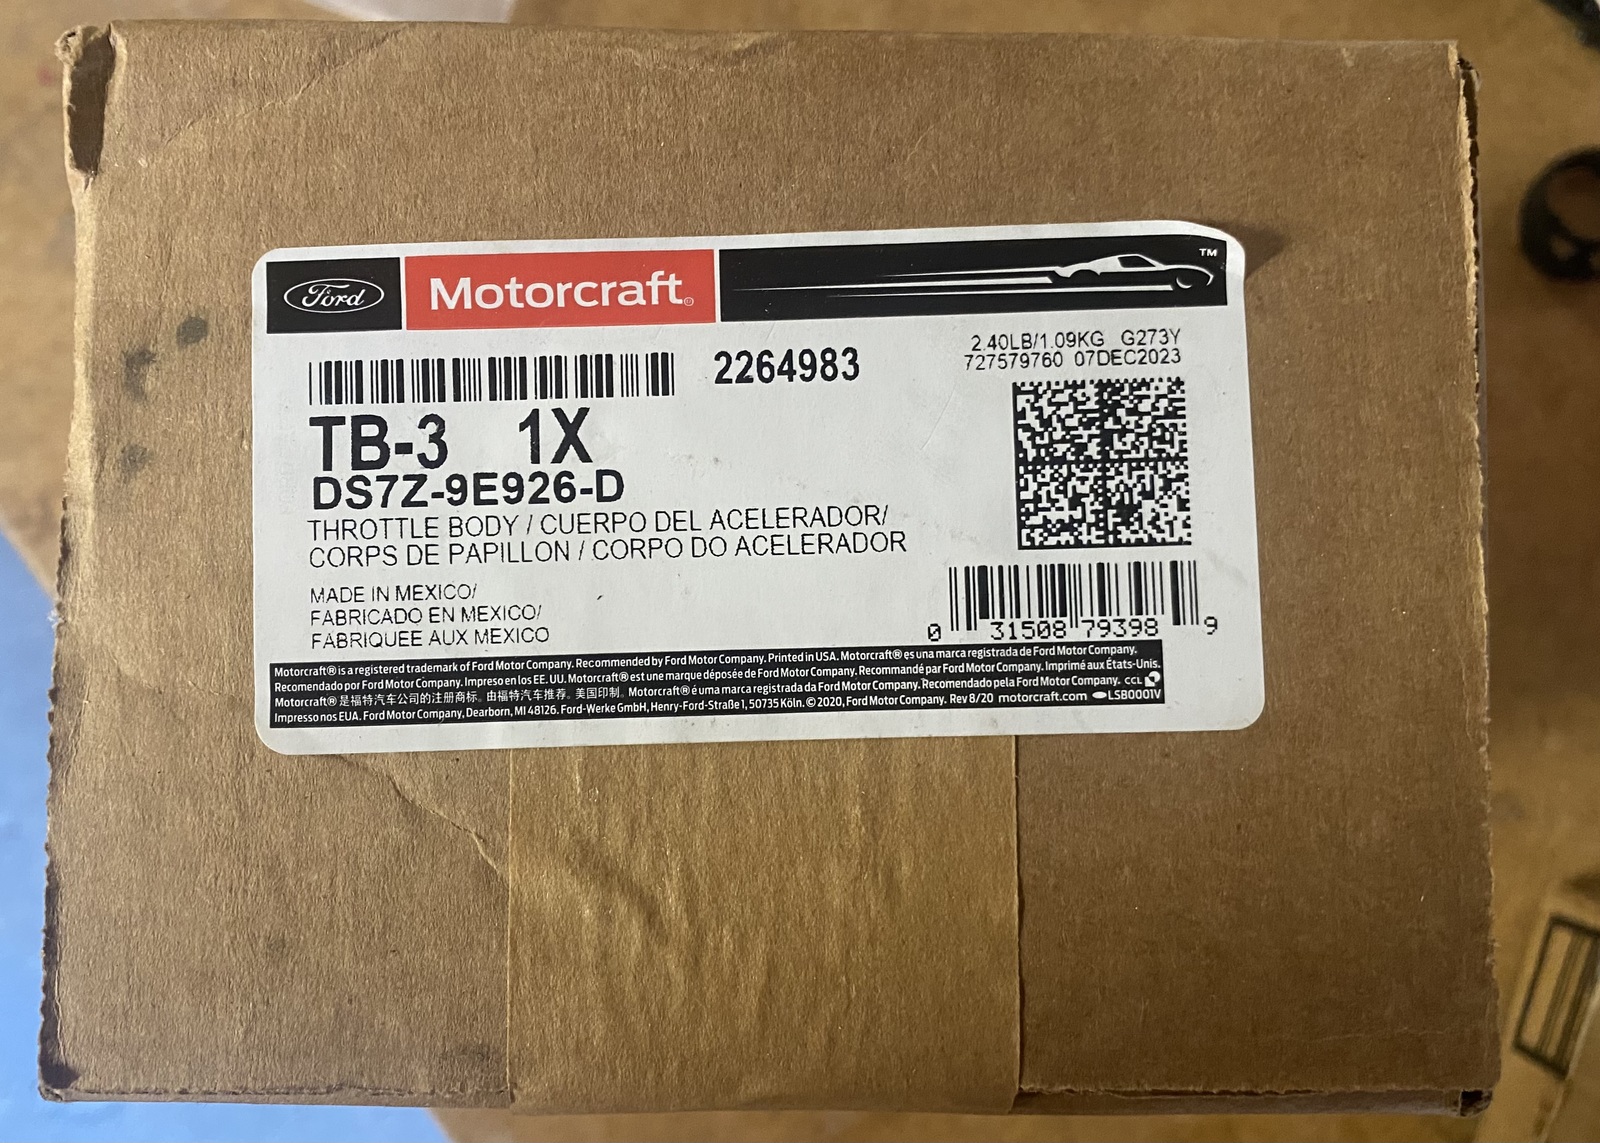 Ford Motorcraft® TM
2264983
2.40LB/1.09KG G273Y
727579760 07DEC2023
TB-3 1X
DS7Z-9E926-D
THROTTLE BODY / CUERPO DEL ACELERADOR/
CORPS DE PAPILLON / CORPO DO ACELERADOR
MADE IN MEXICO/
FABRICADO EN MEXICO/
FABRIQUEE AUX MEXICO
0 31508 79398 9
Motorcraft® is a registered trademark of Ford Motor Company. Recommended by Ford Motor Company. Printed in USA. Motorcraft® es una marca registrada de Ford Motor Company.
Recomendado por Ford Motor Company. Impreso en los EE. UU. Motorcraft® est une marque déposée de Ford Motor Company. Recommandé par Ford Motor Company. Imprimé aux États-Unis. CCL
Motorcraft® 是福特汽车公司的注册商标。由福特汽车推荐。美国印制。Motorcraft® é uma marca registrada da Ford Motor Company. Recomendado pela Ford Motor Company.
Impresso nos EUA. Ford Motor Company, Dearborn, MI 48126. Ford-Werke GmbH, Henry-Ford-Straße 1, 50735 Köln. © 2020, Ford Motor Company. Rev 8/20 motorcraft.com LSB0001V